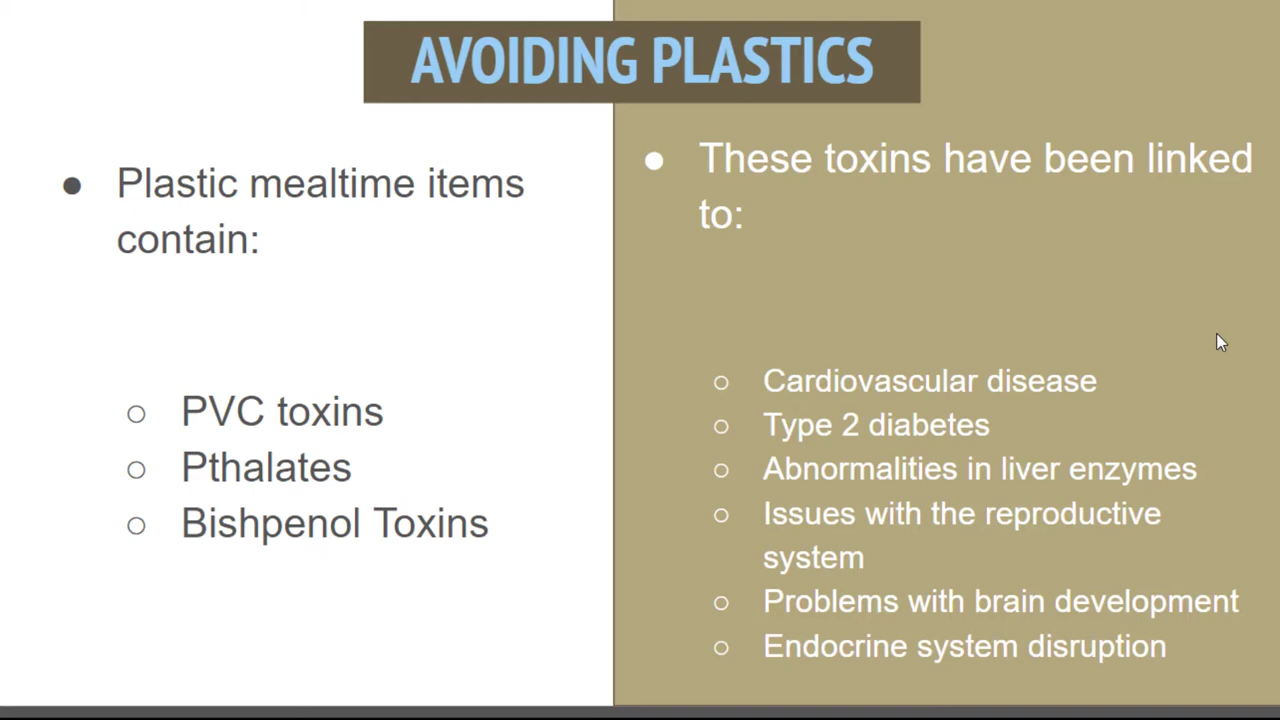 AVOIDING PLASTICS
● Plastic mealtime items
contain:
○ PVC toxins
○ Pthalates
○ Bishpenol Toxins
● These toxins have been linked
to:
○ Cardiovascular disease
○ Type 2 diabetes
○ Abnormalities in liver enzymes
○ Issues with the reproductive
system
○ Problems with brain development
○ Endocrine system disruption